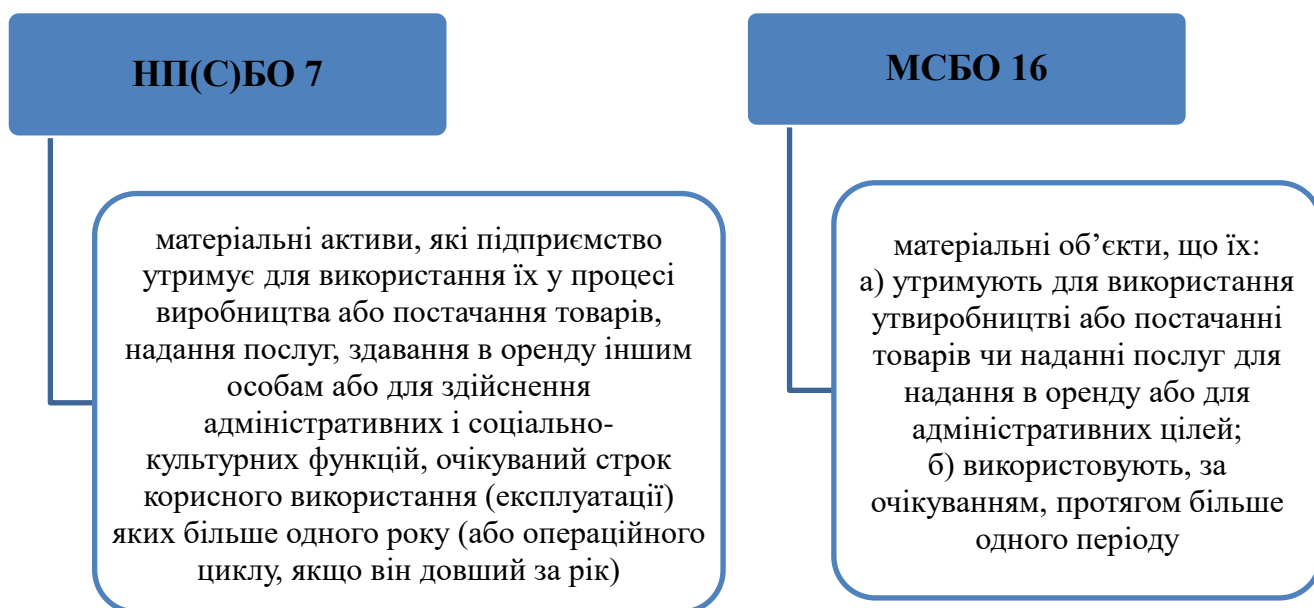 НП(С)БО 7
матеріальні активи, які підприємство
утримує для використання їх у процесі
виробництва або постачання товарів,
надання послуг, здавання в оренду іншим
особам або для здійснення
адміністративних і соціально-
культурних функцій, очікуваний строк
корисного використання (експлуатації)
яких більше одного року (або операційного
циклу, якщо він довший за рік)
МСБО 16
матеріальні об’єкти, що їх:
а) утримують для використання
утвиробництві або постачанні
товарів чи наданні послуг для
надання в оренду або для
адміністративних цілей;
б) використовують, за
очікуванням, протягом більше
одного періоду